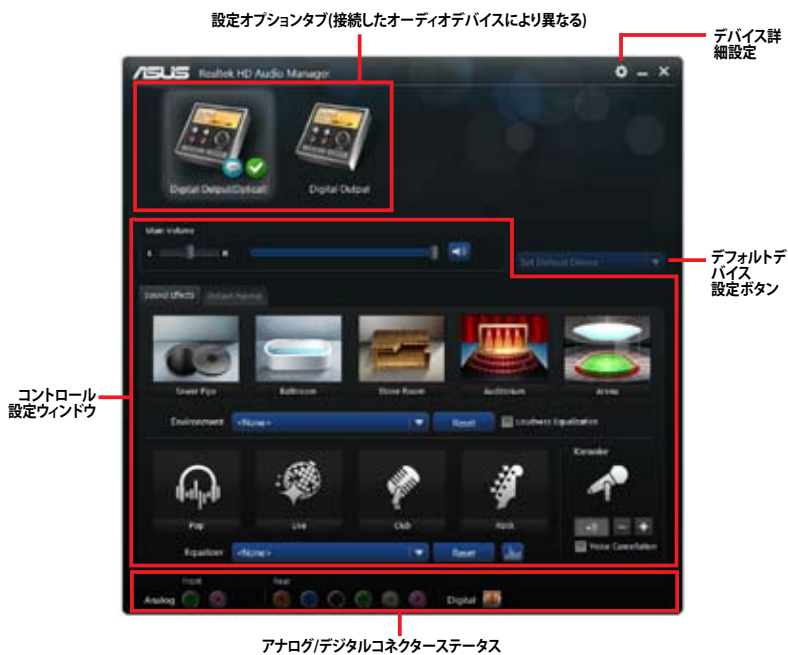 設定オプションタブ(接続したオーディオデバイスにより異なる)
デバイス詳
細設定
ASUS Realtek HD Audio Manager
Digital Output(Optical)
Digital Output
Main Volume
L
R
デフォルトデ
バイス
設定ボタン
Set Default Device
Sound Effects
Default Format
コントロール
設定ウィンドウ
Sewer Pipe
Bathroom
Stone Room
Auditorium
Arena
Environment
<None>
Reset
Loudness Equalization
Karaoke
Pop
Live
Club
Rock
Equalizer
<None>
Reset
Voice Cancellation
Front
Rear
Analog
Digital
アナログ/デジタルコネクターステータス